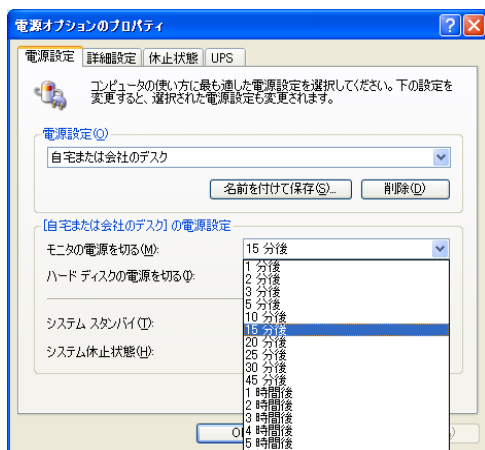 電源オプションのプロパティ
電源設定 詳細設定 休止状態 UPS
コンピュータの使い方に最も適した電源設定を選択してください。下の設定を
変更すると、選択された電源設定も変更されます。
電源設定(O)
自宅または会社のデスク
名前を付けて保存(S)... 削除(D)
[自宅または会社のデスク] の電源設定
モニタの電源を切る(M): 15 分後
ハード ディスクの電源を切る(I):
システム スタンバイ(T):
システム休止状態(H):
1 分後
2 分後
3 分後
5 分後
10 分後
15 分後
20 分後
25 分後
30 分後
45 分後
1 時間後
2 時間後
3 時間後
4 時間後
5 時間後